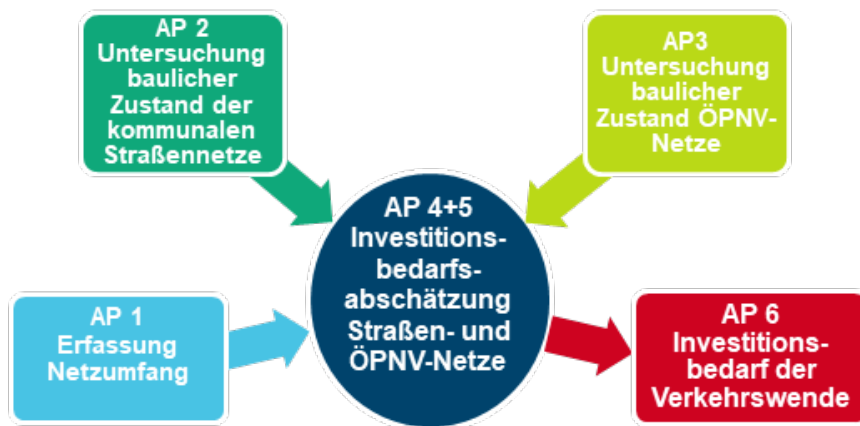 AP 2
Untersuchung
baulicher
Zustand der
kommunalen
Straßennetze
AP3
Untersuchung
baulicher
Zustand ÖPNV-
Netze
AP 4+5
Investitions-
bedarfs-
abschätzung
Straßen- und
ÖPNV-Netze
AP 1
Erfassung
Netzumfang
AP 6
Investitions-
bedarf der
Verkehrswende